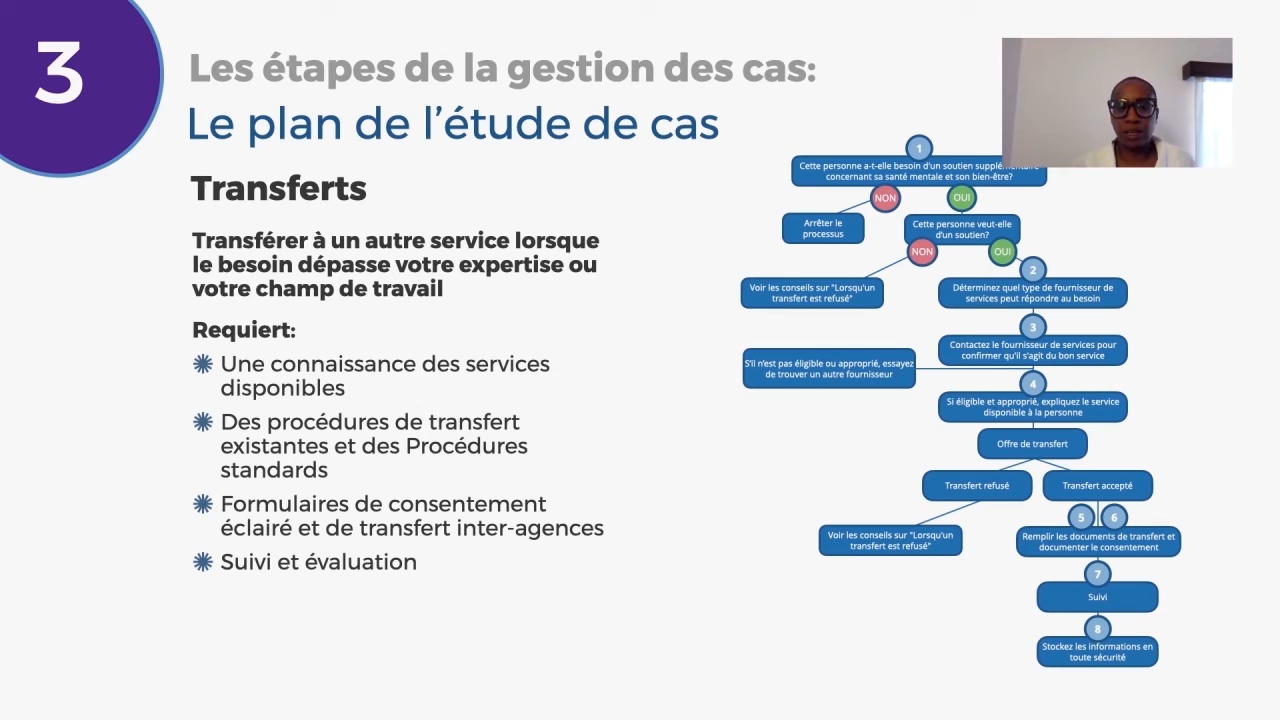 3
Les étapes de la gestion des cas:
Le plan de l'étude de cas
Transferts
Transférer à un autre service lorsque
le besoin dépasse votre expertise ou
votre champ de travail
Requiert:
Une connaissance des services
disponibles
Des procédures de transfert
existantes et des Procédures
standards
Formulaires de consentement
éclairé et de transfert inter-agences
Suivi et évaluation
1
Cette personne a-t-elle besoin d'un soutien supplémentaire
concernant sa santé mentale et son bien-être?
NON
OUI
Arrêter le
processus
Cette personne veut-elle
d'un soutien?
NON
OUI
Voir les conseils sur "Lorsqu'un
transfert est refusé"
2
Déterminez quel type de fournisseur de
services peut répondre au besoin
3
Contactez le fournisseur de services pour
confirmer qu'il s'agit du bon service
S'il n'est pas éligible ou approprié, essayez
de trouver un autre fournisseur
4
Si éligible et approprié, expliquez le service
disponible à la personne
Offre de transfert
Transfert refusé
Transfert accepté
Voir les conseils sur "Lorsqu'un
transfert est refusé"
5
6
Remplir les documents de transfert et
documenter le consentement
7
Suivi
8
Stockez les informations en
toute sécurité